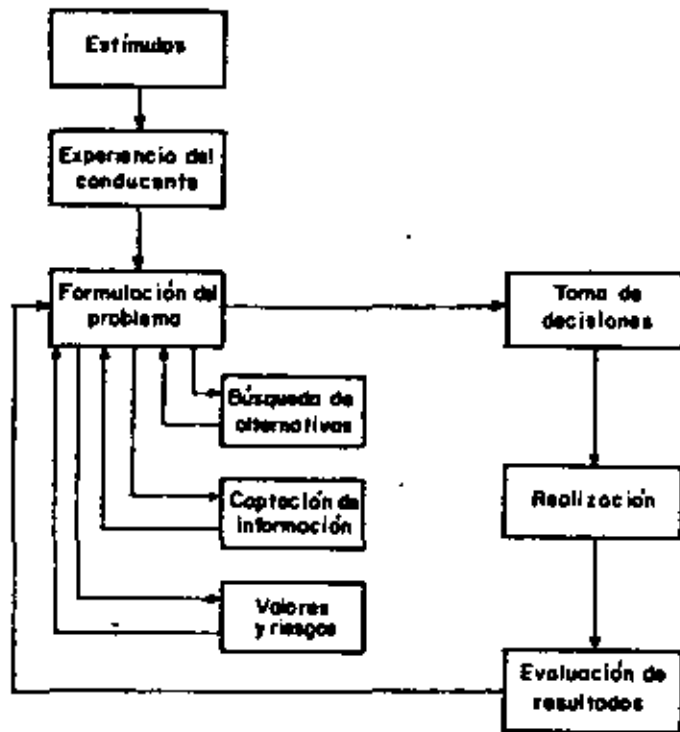 Estímulos
Experiencia del
conducente
Formulación del
problema
Toma de
decisiones
Búsqueda de
alternativas
Captación de
información
Realización
Valores
y riesgos
Evaluación de
resultados